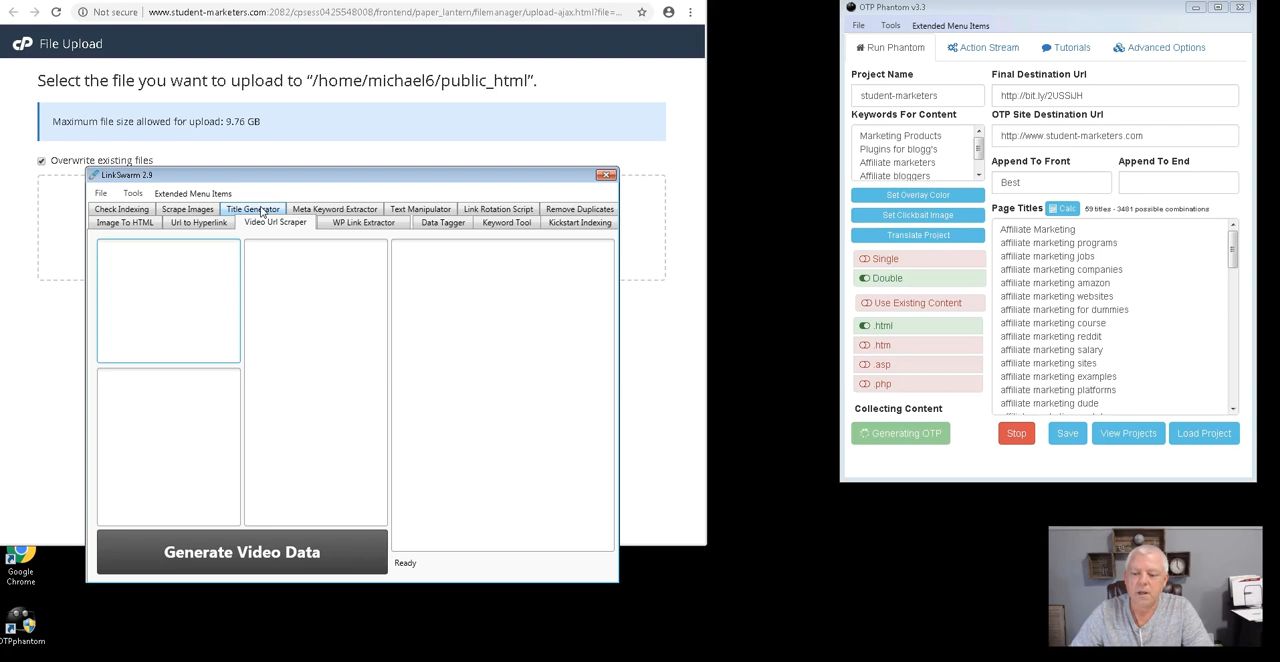 Not secure | www.student-marketers.com:2082/cpsess0425548008/frontend/paper_lantern/filemanager/upload-ajax.html?file=...
cP File Upload
Select the file you want to upload to “/home/michael6/public_html”.
Maximum file size allowed for upload: 9.76 GB
Overwrite existing files
LinkSwarm 2.9
File Tools Extended Menu Items
Check Indexing Scrape Images Title Generator Meta Keyword Extractor Text Manipulator Link Rotation Script Remove Duplicates
Image To HTML Url to Hyperlink Video Url Scraper WP Link Extractor Data Tagger Keyword Tool Kickstart Indexing
Generate Video Data
Ready
Google
Chrome
OTPphantom
OTP Phantom v3.3
File Tools Extended Menu Items
Run Phantom Action Stream Tutorials Advanced Options
Project Name
student-marketers
Final Destination Url
http://bit.ly/2USSiJH
Keywords For Content
Marketing Products
Plugins for blogg's
Affiliate marketers
Affiliate bloggers
OTP Site Destination Url
http://www.student-marketers.com
Append To Front Append To End
Best
Set Overlay Color
Set Clickbait Image
Translate Project
Page Titles Calc 59 titles - 3481 possible combinations
Affiliate Marketing
affiliate marketing programs
affiliate marketing jobs
affiliate marketing companies
affiliate marketing amazon
affiliate marketing websites
affiliate marketing for dummies
affiliate marketing course
affiliate marketing reddit
affiliate marketing salary
affiliate marketing sites
affiliate marketing examples
affiliate marketing platforms
affiliate marketing dude
Single
Double
Use Existing Content
.html
.htm
.asp
.php
Collecting Content
Generating OTP
Stop Save View Projects Load Project